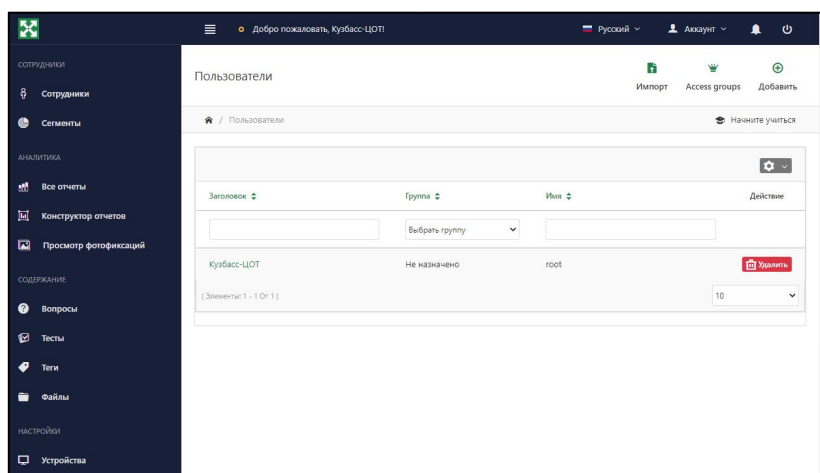 Добро пожаловать, Кузбасс-ЦОТ!
Русский
Аккаунт
СОТРУДНИКИ
Сотрудники
Сегменты
АНАЛИТИКА
Все отчеты
Конструктор отчетов
Просмотр фотофиксаций
СОДЕРЖАНИЕ
Вопросы
Тесты
Теги
Файлы
НАСТРОЙКИ
Устройства
Пользователи
Импорт
Access groups
Добавить
/ Пользователи
Начните учиться
Заголовок Группа Имя Действие
Выбрать группу
Кузбасс-ЦОТ Не назначено root Удалить
( Элементы: 1 - 1 От 1 )
10